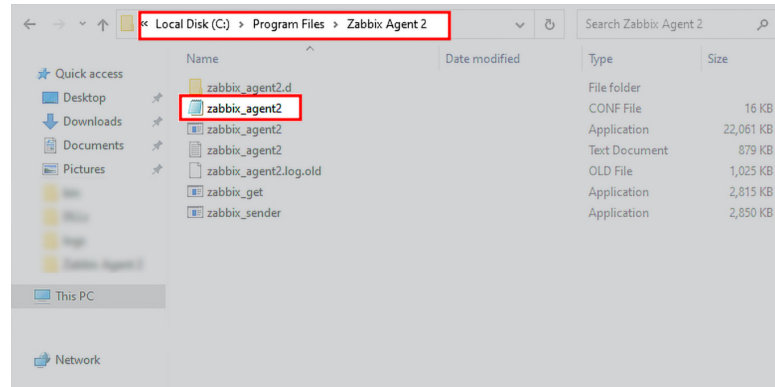 « Local Disk (C:) > Program Files > Zabbix Agent 2
Search Zabbix Agent 2
Name Date modified Type Size
Quick access
Desktop
Downloads
Documents
Pictures
This PC
Network
zabbix_agent2.d File folder
zabbix_agent2 CONF File 16 KB
zabbix_agent2 Application 22,061 KB
zabbix_agent2 Text Document 879 KB
zabbix_agent2.log.old OLD File 1,025 KB
zabbix_get Application 2,815 KB
zabbix_sender Application 2,850 KB